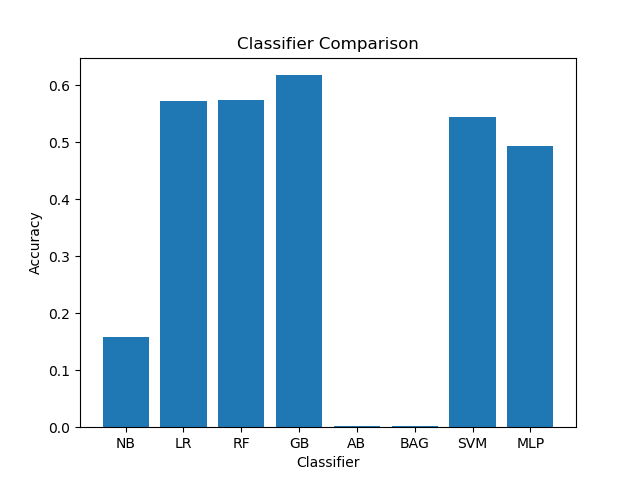 Classifier Comparison
Accuracy
0.6
0.5
0.4
0.3
0.2
0.1
0.0
NB LR RF GB AB BAG SVM MLP
Classifier